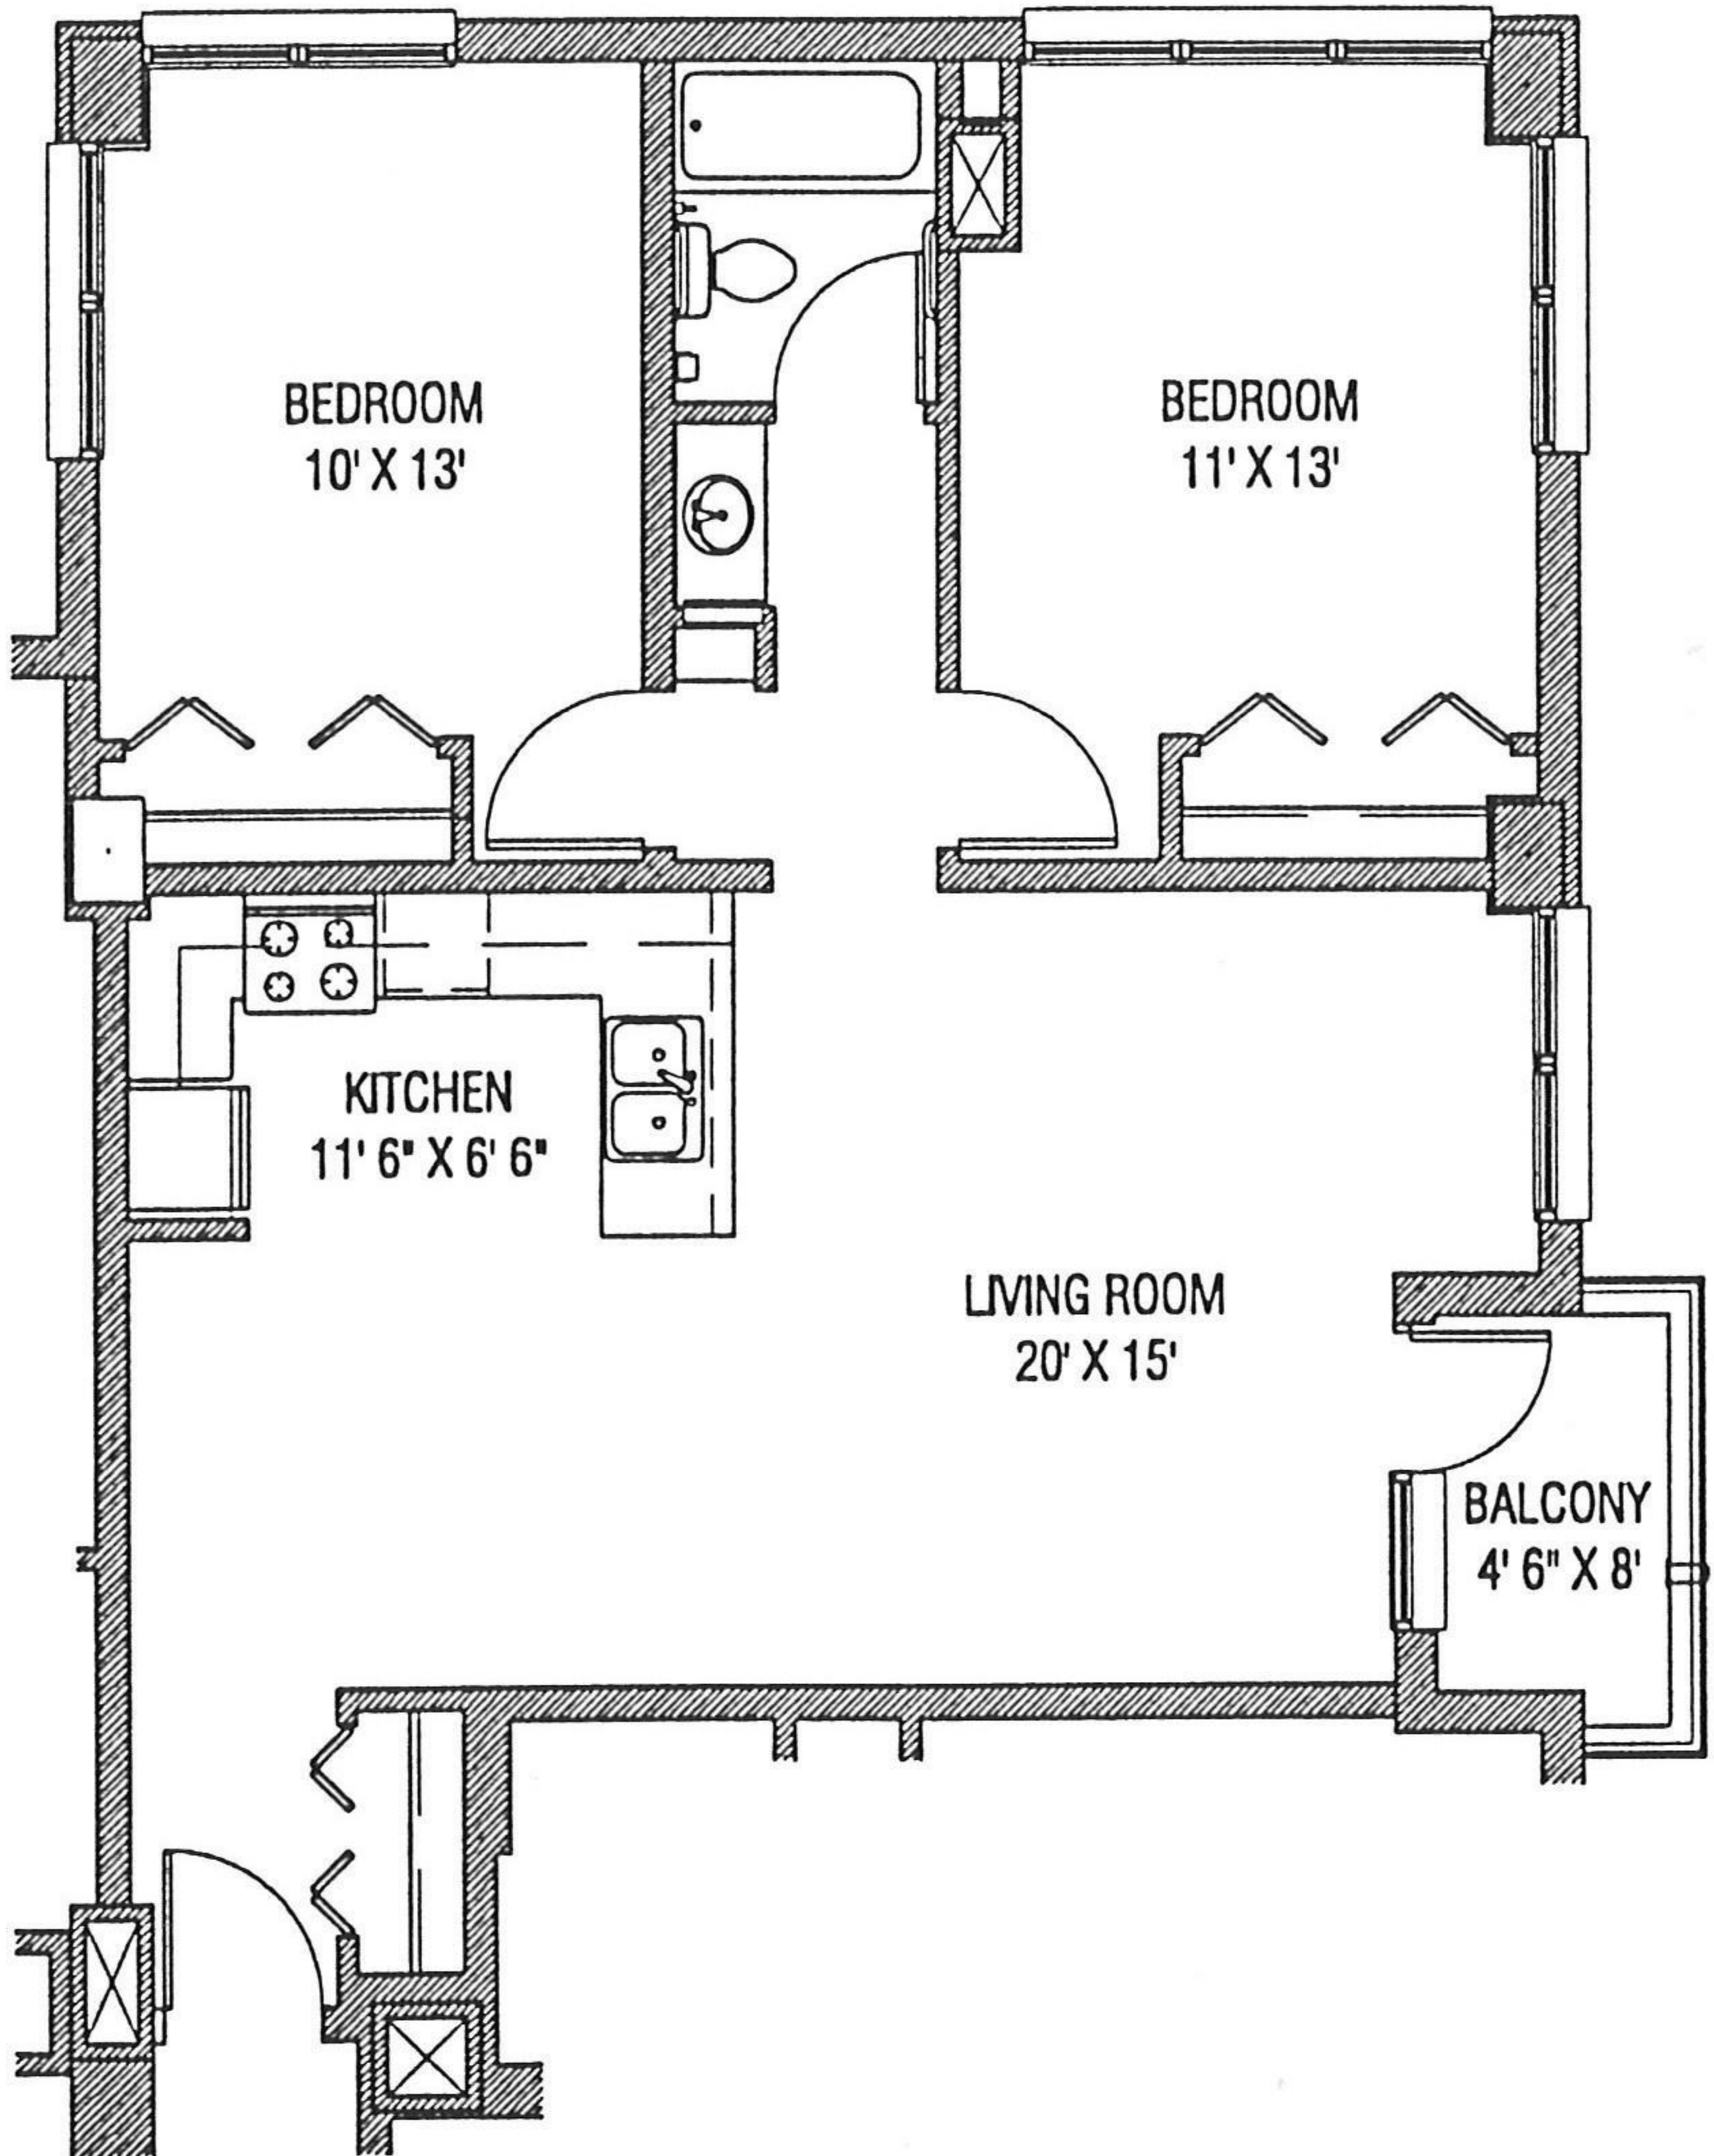 BEDROOM
10' X 13'
BEDROOM
11' X 13'
KITCHEN
11' 6" X 6' 6"
LIVING ROOM
20' X 15'
BALCONY
4' 6" X 8'